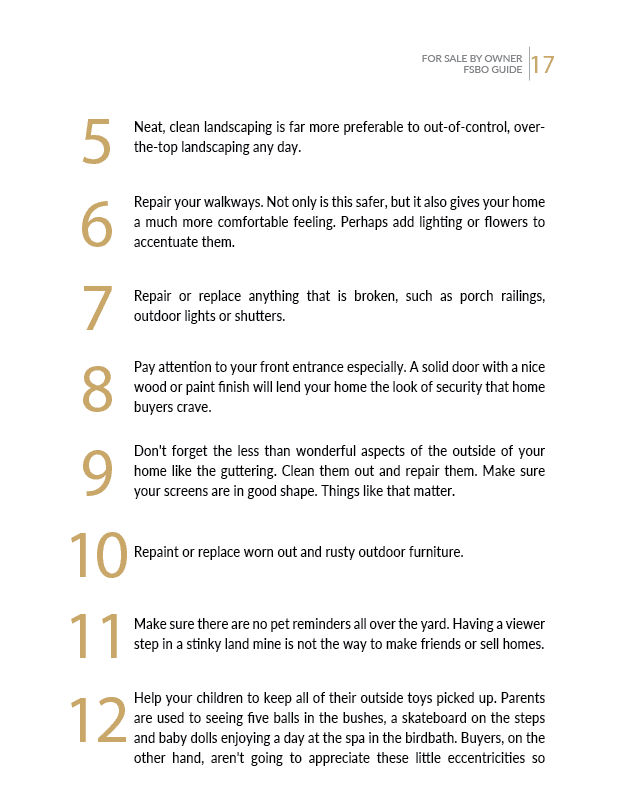 FOR SALE BY OWNER
FSBO GUIDE
17
5
Neat, clean landscaping is far more preferable to out-of-control, over-
the-top landscaping any day.
6
Repair your walkways. Not only is this safer, but it also gives your home
a much more comfortable feeling. Perhaps add lighting or flowers to
accentuate them.
7
Repair or replace anything that is broken, such as porch railings,
outdoor lights or shutters.
8
Pay attention to your front entrance especially. A solid door with a nice
wood or paint finish will lend your home the look of security that home
buyers crave.
9
Don't forget the less than wonderful aspects of the outside of your
home like the guttering. Clean them out and repair them. Make sure
your screens are in good shape. Things like that matter.
10
Repaint or replace worn out and rusty outdoor furniture.
11
Make sure there are no pet reminders all over the yard. Having a viewer
step in a stinky land mine is not the way to make friends or sell homes.
12
Help your children to keep all of their outside toys picked up. Parents
are used to seeing five balls in the bushes, a skateboard on the steps
and baby dolls enjoying a day at the spa in the birdbath. Buyers, on the
other hand, aren't going to appreciate these little eccentricities so